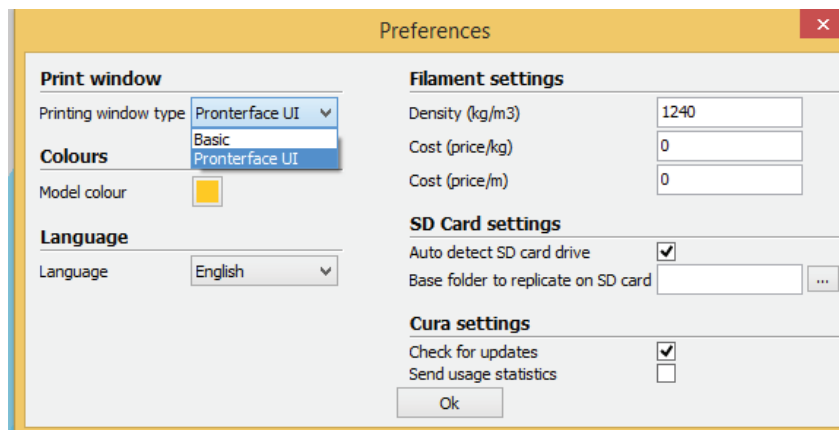 Preferences
Print window
Printing window type Pronterface UI
Basic
Pronterface UI
Colours
Model colour
Language
Language English
Filament settings
Density (kg/m3) 1240
Cost (price/kg) 0
Cost (price/m) 0
SD Card settings
Auto detect SD card drive
Base folder to replicate on SD card ...
Cura settings
Check for updates
Send usage statistics
Ok